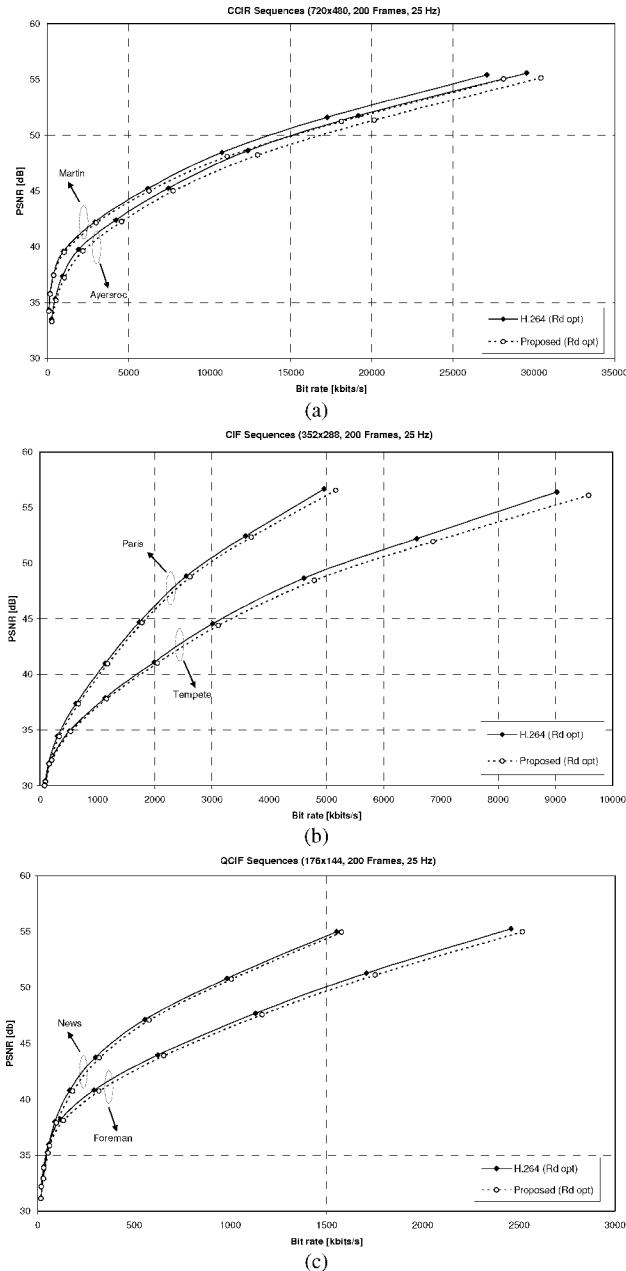 CCIR Sequences (720x480, 200 Frames, 25 Hz)
60
55
50
45
40
35
30
PSNR [dB]
Martin
Ayersroc
H.264 (Rd opt)
Proposed (Rd opt)
0 5000 10000 15000 20000 25000 30000 35000
Bit rate [kbits/s]
(a)
CIF Sequences (352x288, 200 Frames, 25 Hz)
60
55
50
45
40
35
30
PSNR [dB]
Paris
Tempete
H.264 (Rd opt)
Proposed (Rd opt)
0 1000 2000 3000 4000 5000 6000 7000 8000 9000 10000
Bit rate [kbits/s]
(b)
QCIF Sequences (176x144, 200 Frames, 25 Hz)
60
55
50
45
40
35
30
PSNR [db]
News
Foreman
H.264 (Rd opt)
Proposed (Rd opt)
0 500 1000 1500 2000 2500 3000
Bit rate [kbits/s]
(c)